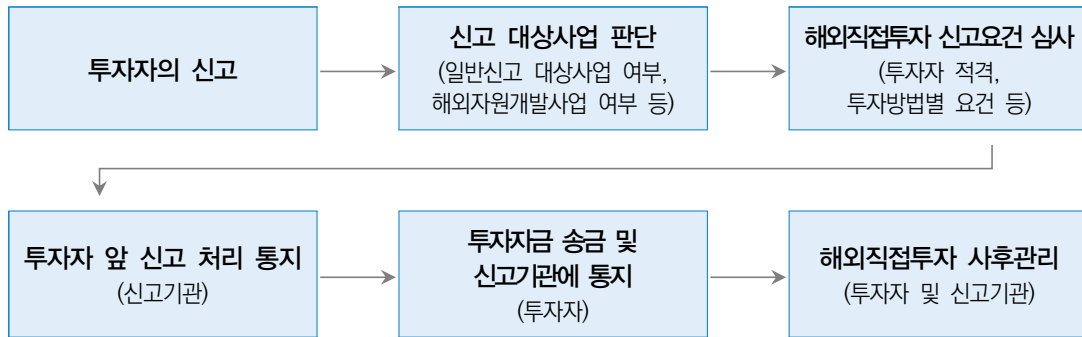 투자자의 신고
신고 대상사업 판단
(일반신고 대상사업 여부,
해외자원개발사업 여부 등)
해외직접투자 신고요건 심사
(투자자 적격,
투자방법별 요건 등)
투자자 앞 신고 처리 통지
(신고기관)
투자자금 송금 및
신고기관에 통지
(투자자)
해외직접투자 사후관리
(투자자 및 신고기관)